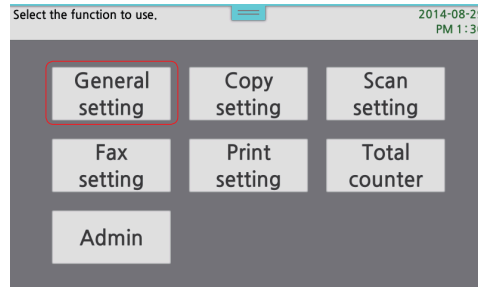 Select the function to use.
2014-08-2
PM 1:3
General setting
Copy setting
Scan setting
Fax setting
Print setting
Total counter
Admin